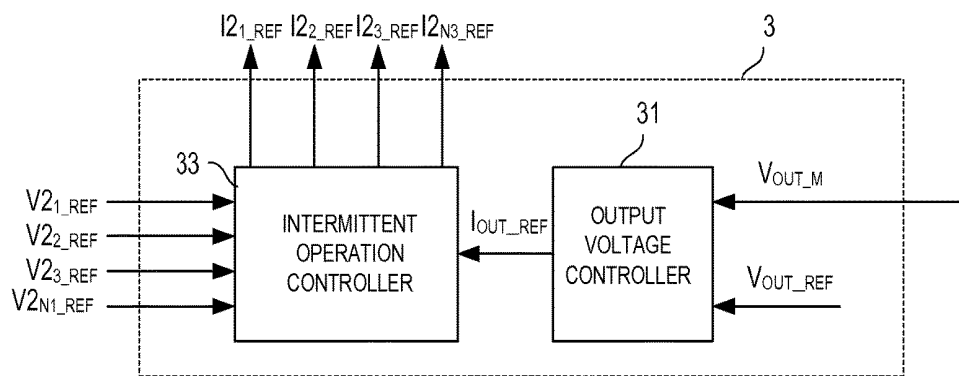 I2₁_REF I2₂_REF I2₃_REF I2N3_REF
3
31
33
V2₁_REF
V2₂_REF
V2₃_REF
V2N1_REF
INTERMITTENT
OPERATION
CONTROLLER
IOUT_REF
OUTPUT
VOLTAGE
CONTROLLER
VOUT_M
VOUT_REF